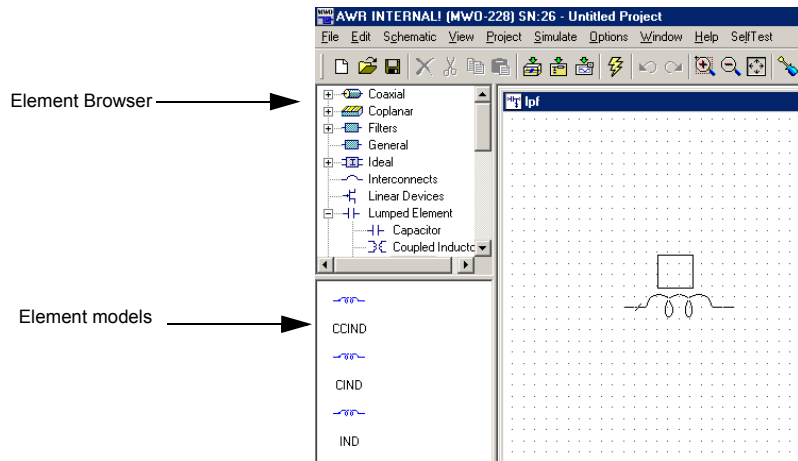 AWR INTERNAL! (MWO-228) SN:26 - Untitled Project
File Edit Schematic View Project Simulate Options Window Help SelfTest
Element Browser
Coaxial
Coplanar
Filters
General
Ideal
Interconnects
Linear Devices
Lumped Element
Capacitor
Coupled Inducto
lpf
Element models
CCIND
CIND
IND